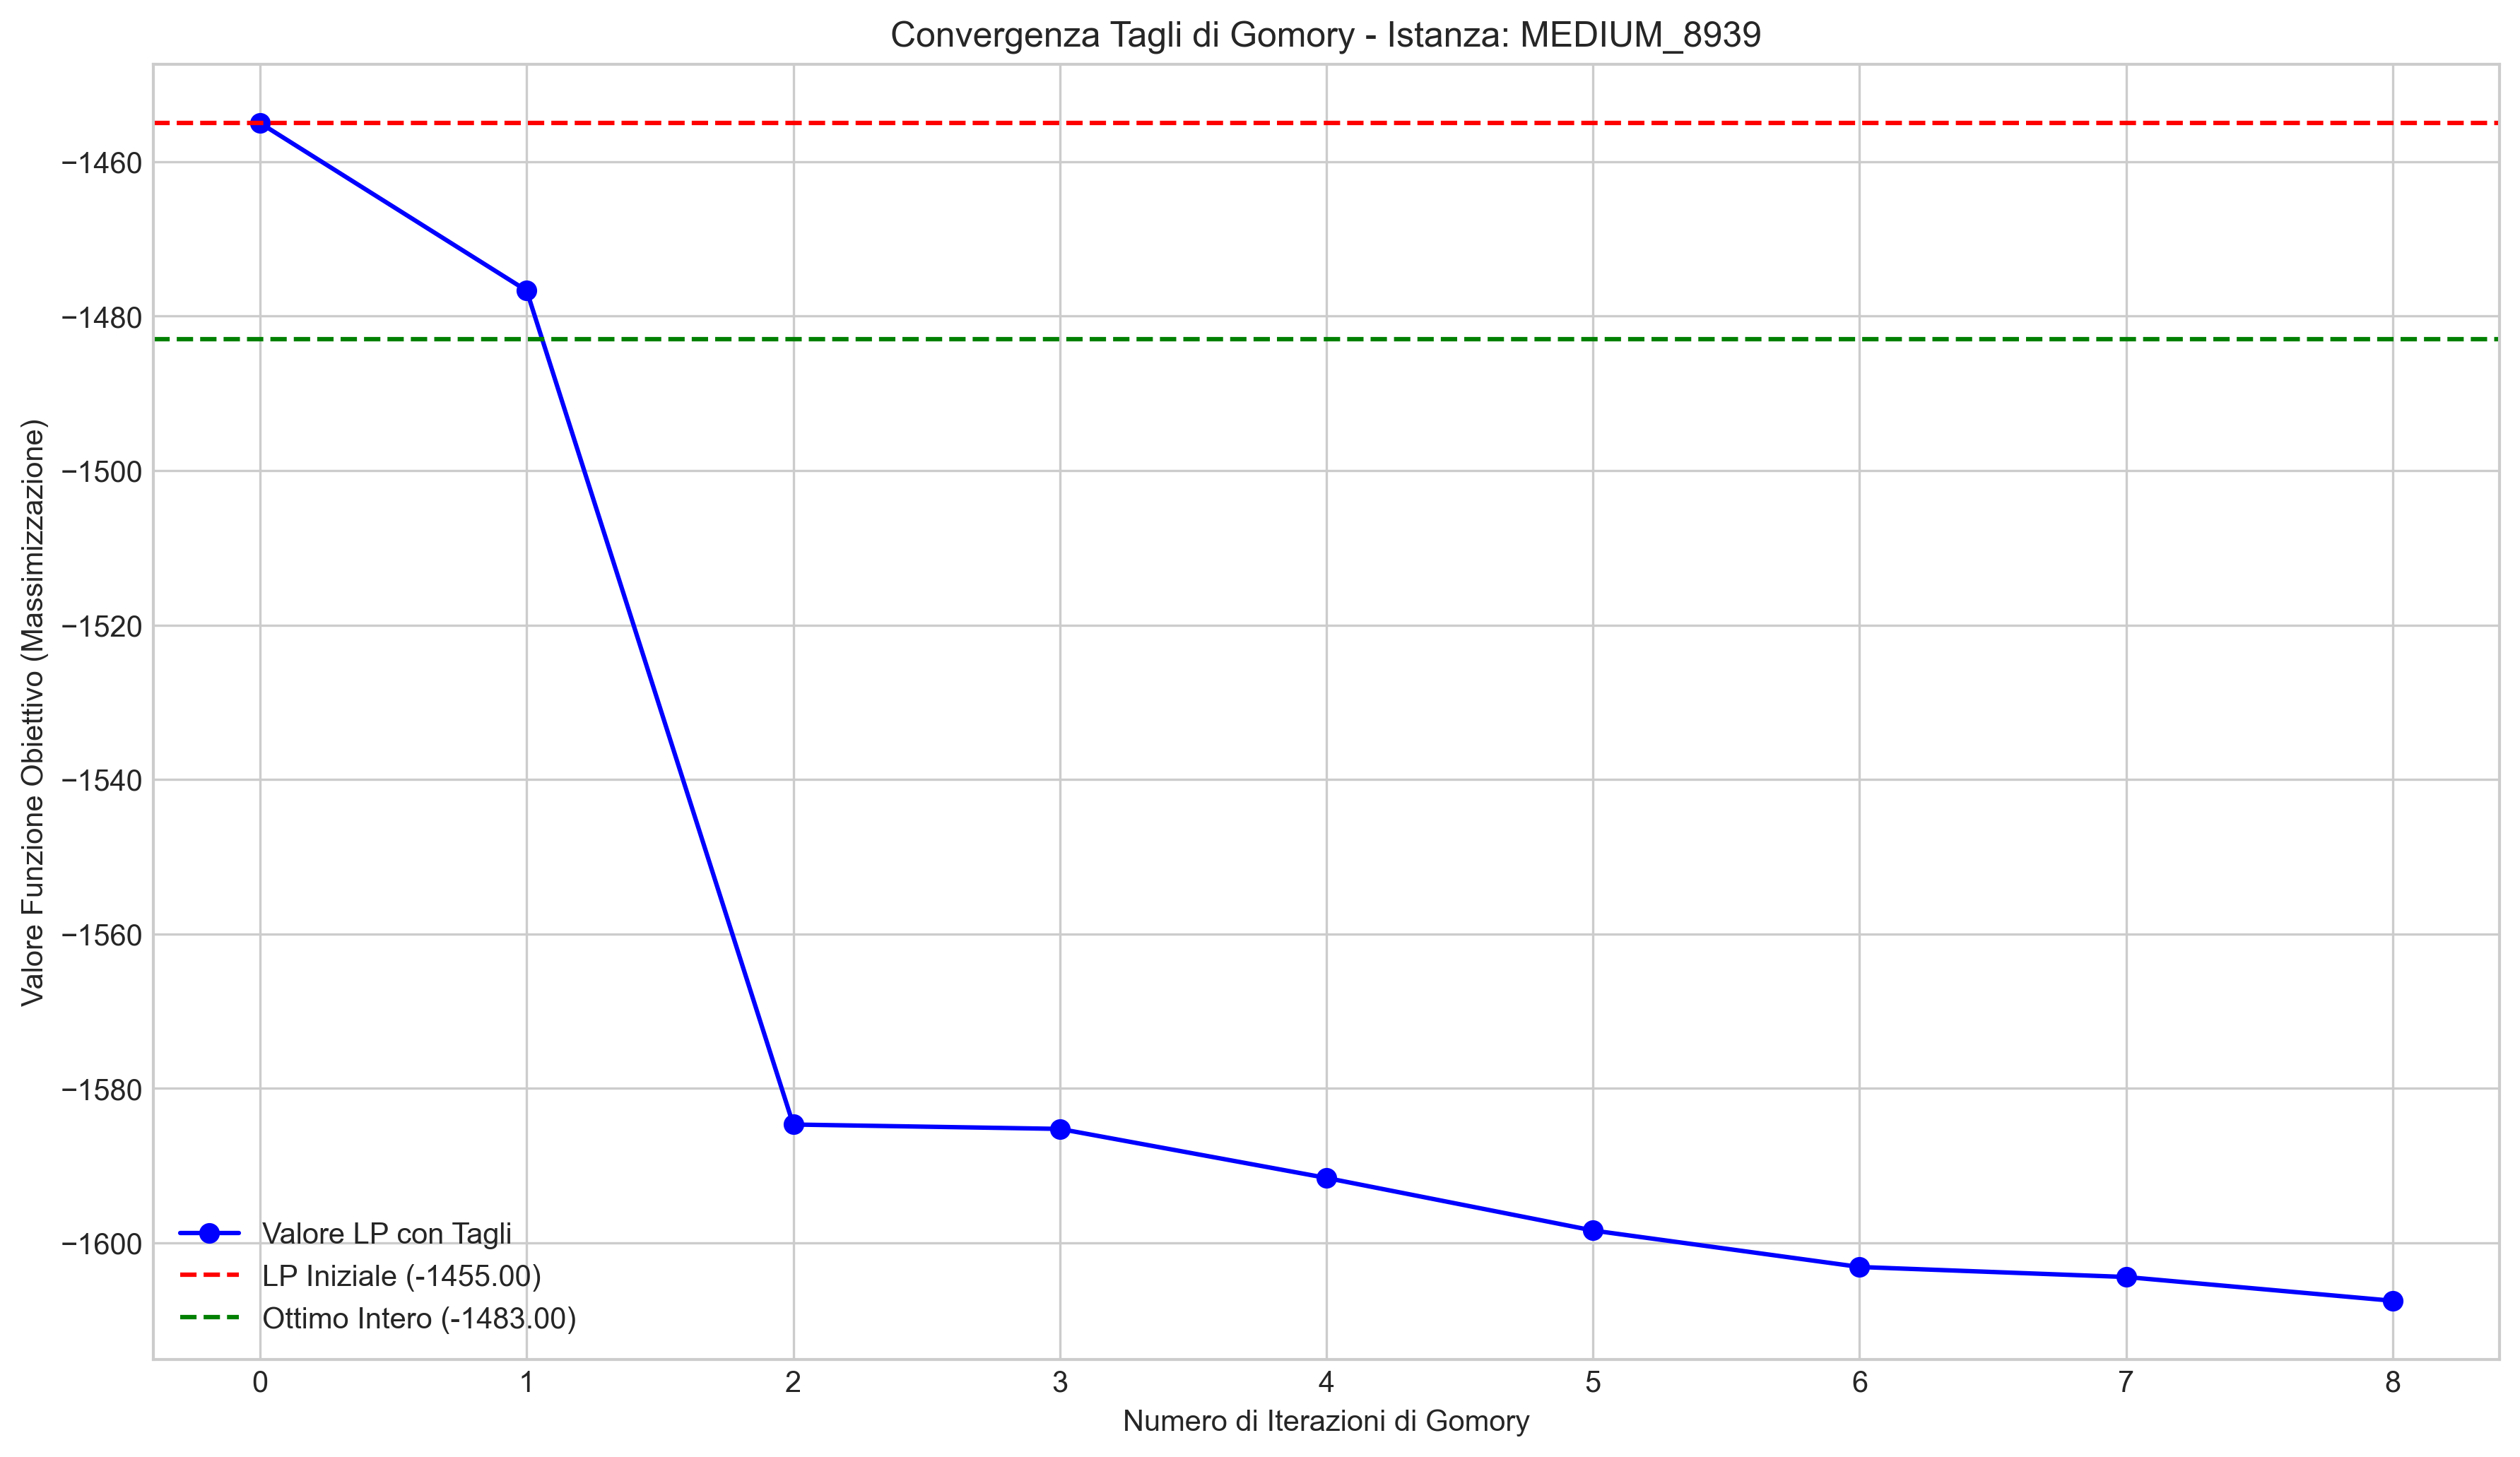 Convergenza Tagli di Gomory - Istanza: MEDIUM_8939
Valore Funzione Obiettivo (Massimizzazione)
−1460
−1480
−1500
−1520
−1540
−1560
−1580
−1600
Valore LP con Tagli
LP Iniziale (-1455.00)
Ottimo Intero (-1483.00)
0 1 2 3 4 5 6 7 8
Numero di Iterazioni di Gomory